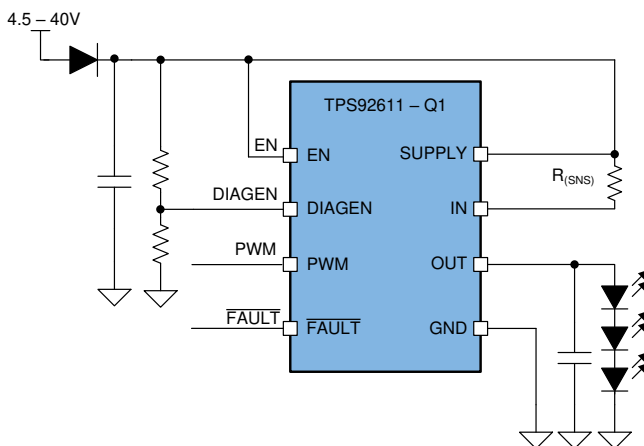 4.5 – 40V
TPS92611 – Q1
EN
EN
SUPPLY
R(SNS)
DIAGEN
DIAGEN
IN
PWM
PWM
OUT
FAULT
FAULT
GND